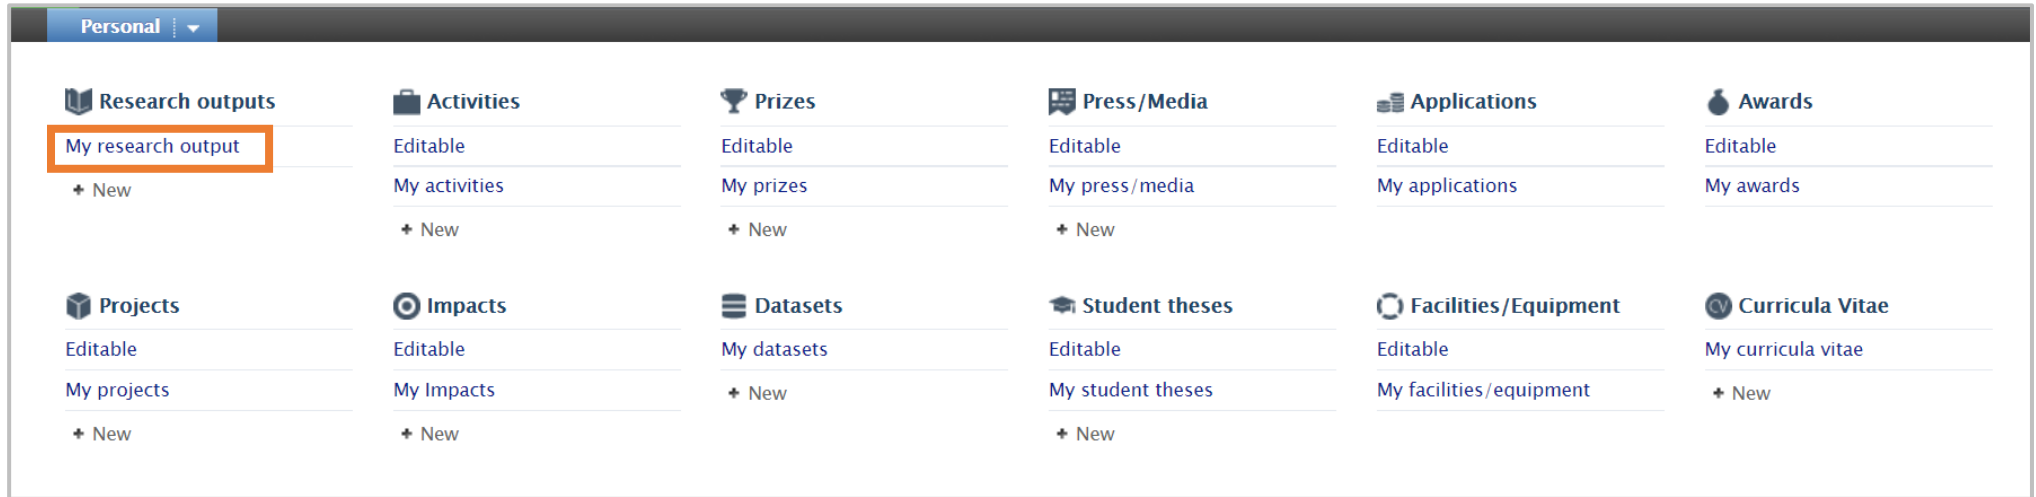 Personal
Research outputs
My research output
+ New
Activities
Editable
My activities
+ New
Prizes
Editable
My prizes
+ New
Press/Media
Editable
My press/media
+ New
Applications
Editable
My applications
Awards
Editable
My awards
Projects
Editable
My projects
+ New
Impacts
Editable
My Impacts
+ New
Datasets
My datasets
+ New
Student theses
Editable
My student theses
+ New
Facilities/Equipment
Editable
My facilities/equipment
CV
Curricula Vitae
My curricula vitae
+ New